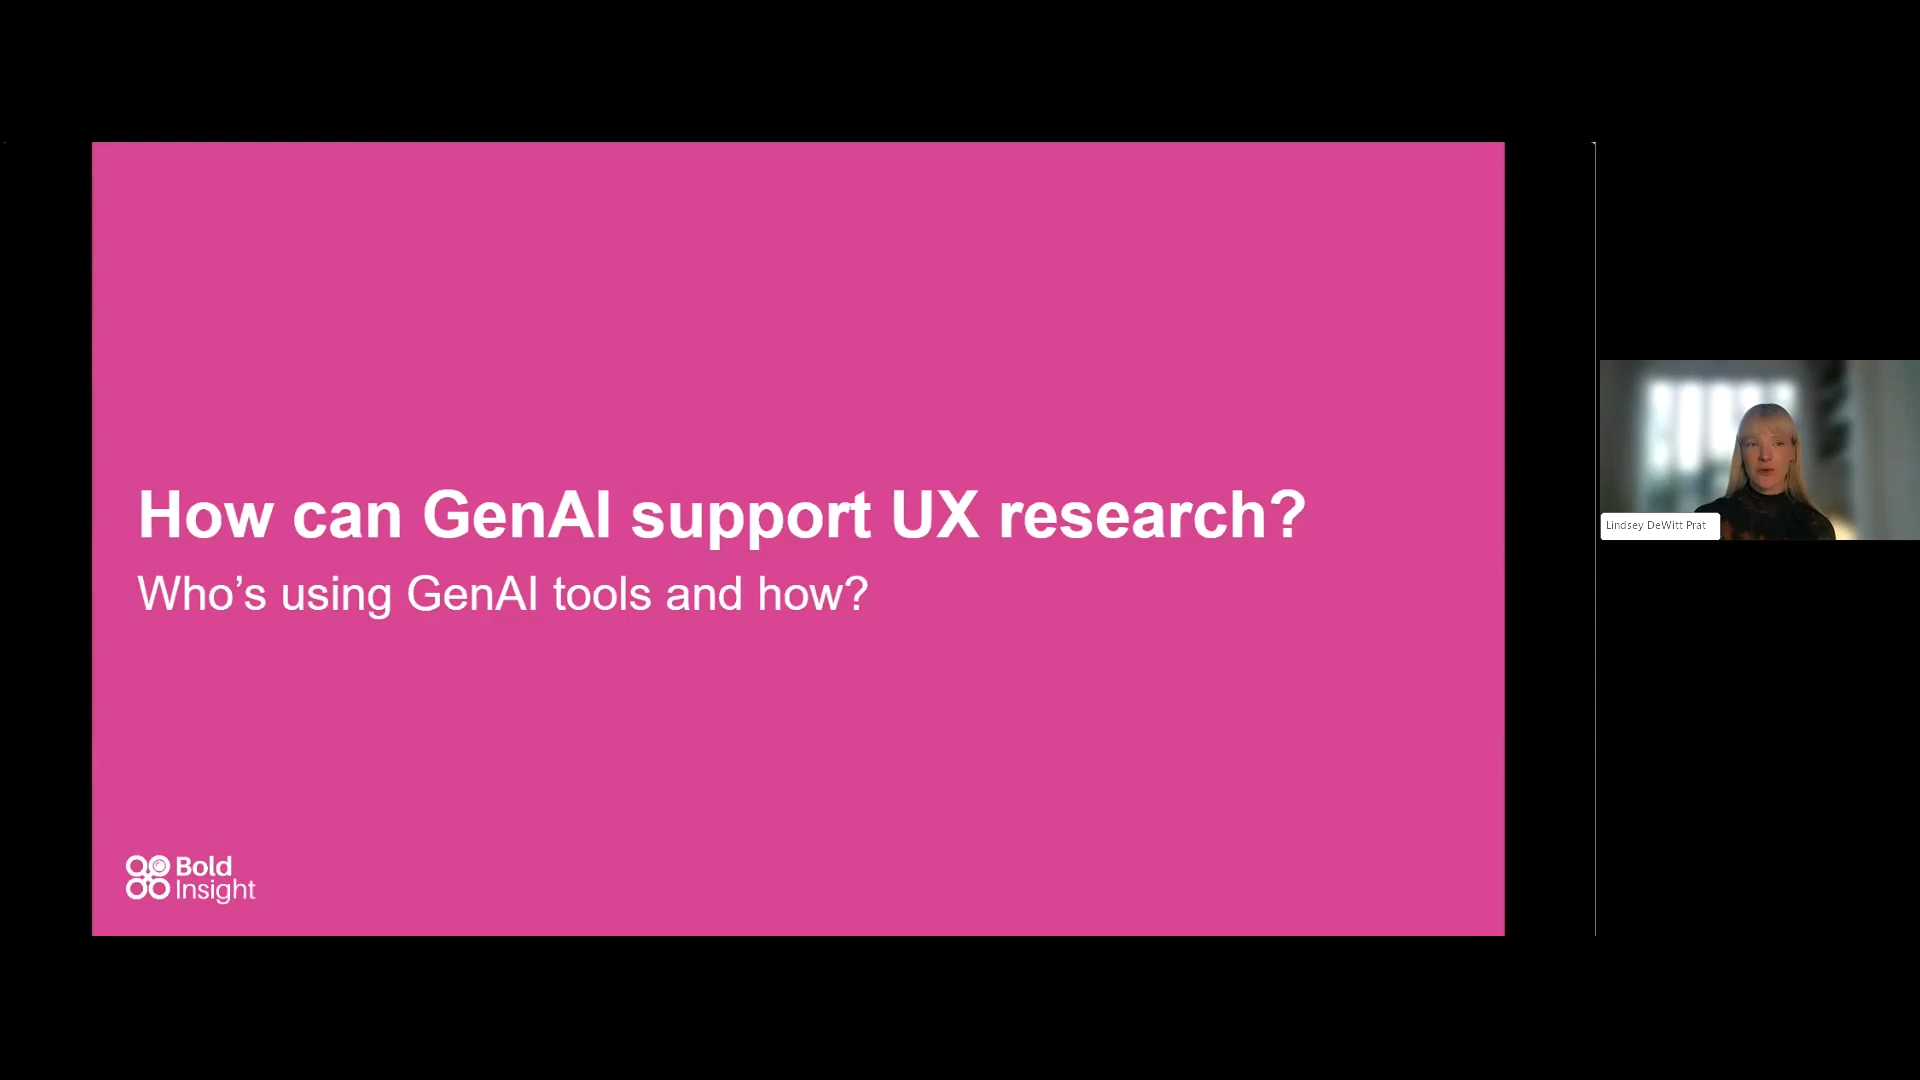 How can GenAI support UX research?
Who’s using GenAI tools and how?
Bold
Insight
Lindsey DeWitt Prat